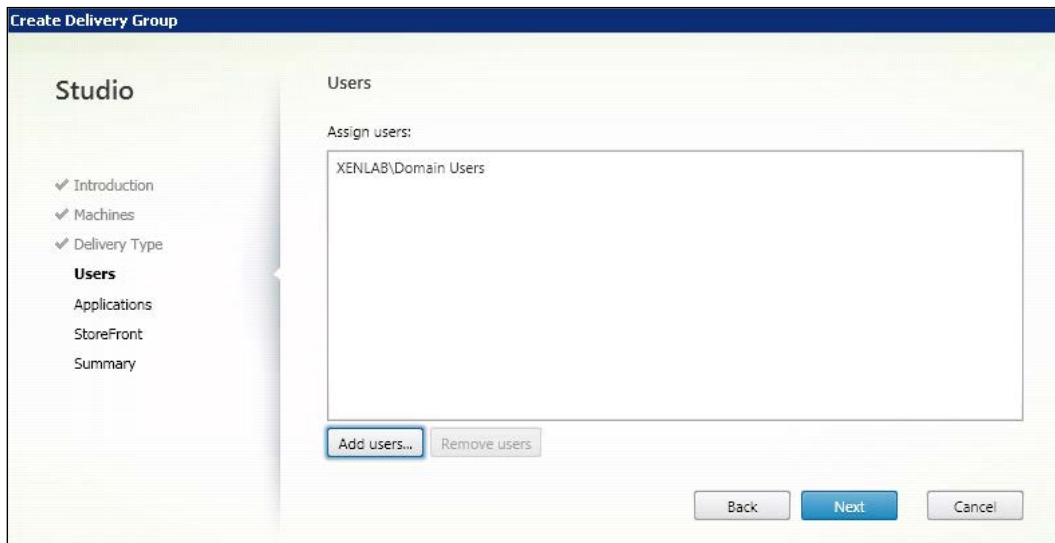 Create Delivery Group
Studio
Introduction
Machines
Delivery Type
Users
Applications
StoreFront
Summary
Users
Assign users:
XENLAB\Domain Users
Add users...
Remove users
Back
Next
Cancel